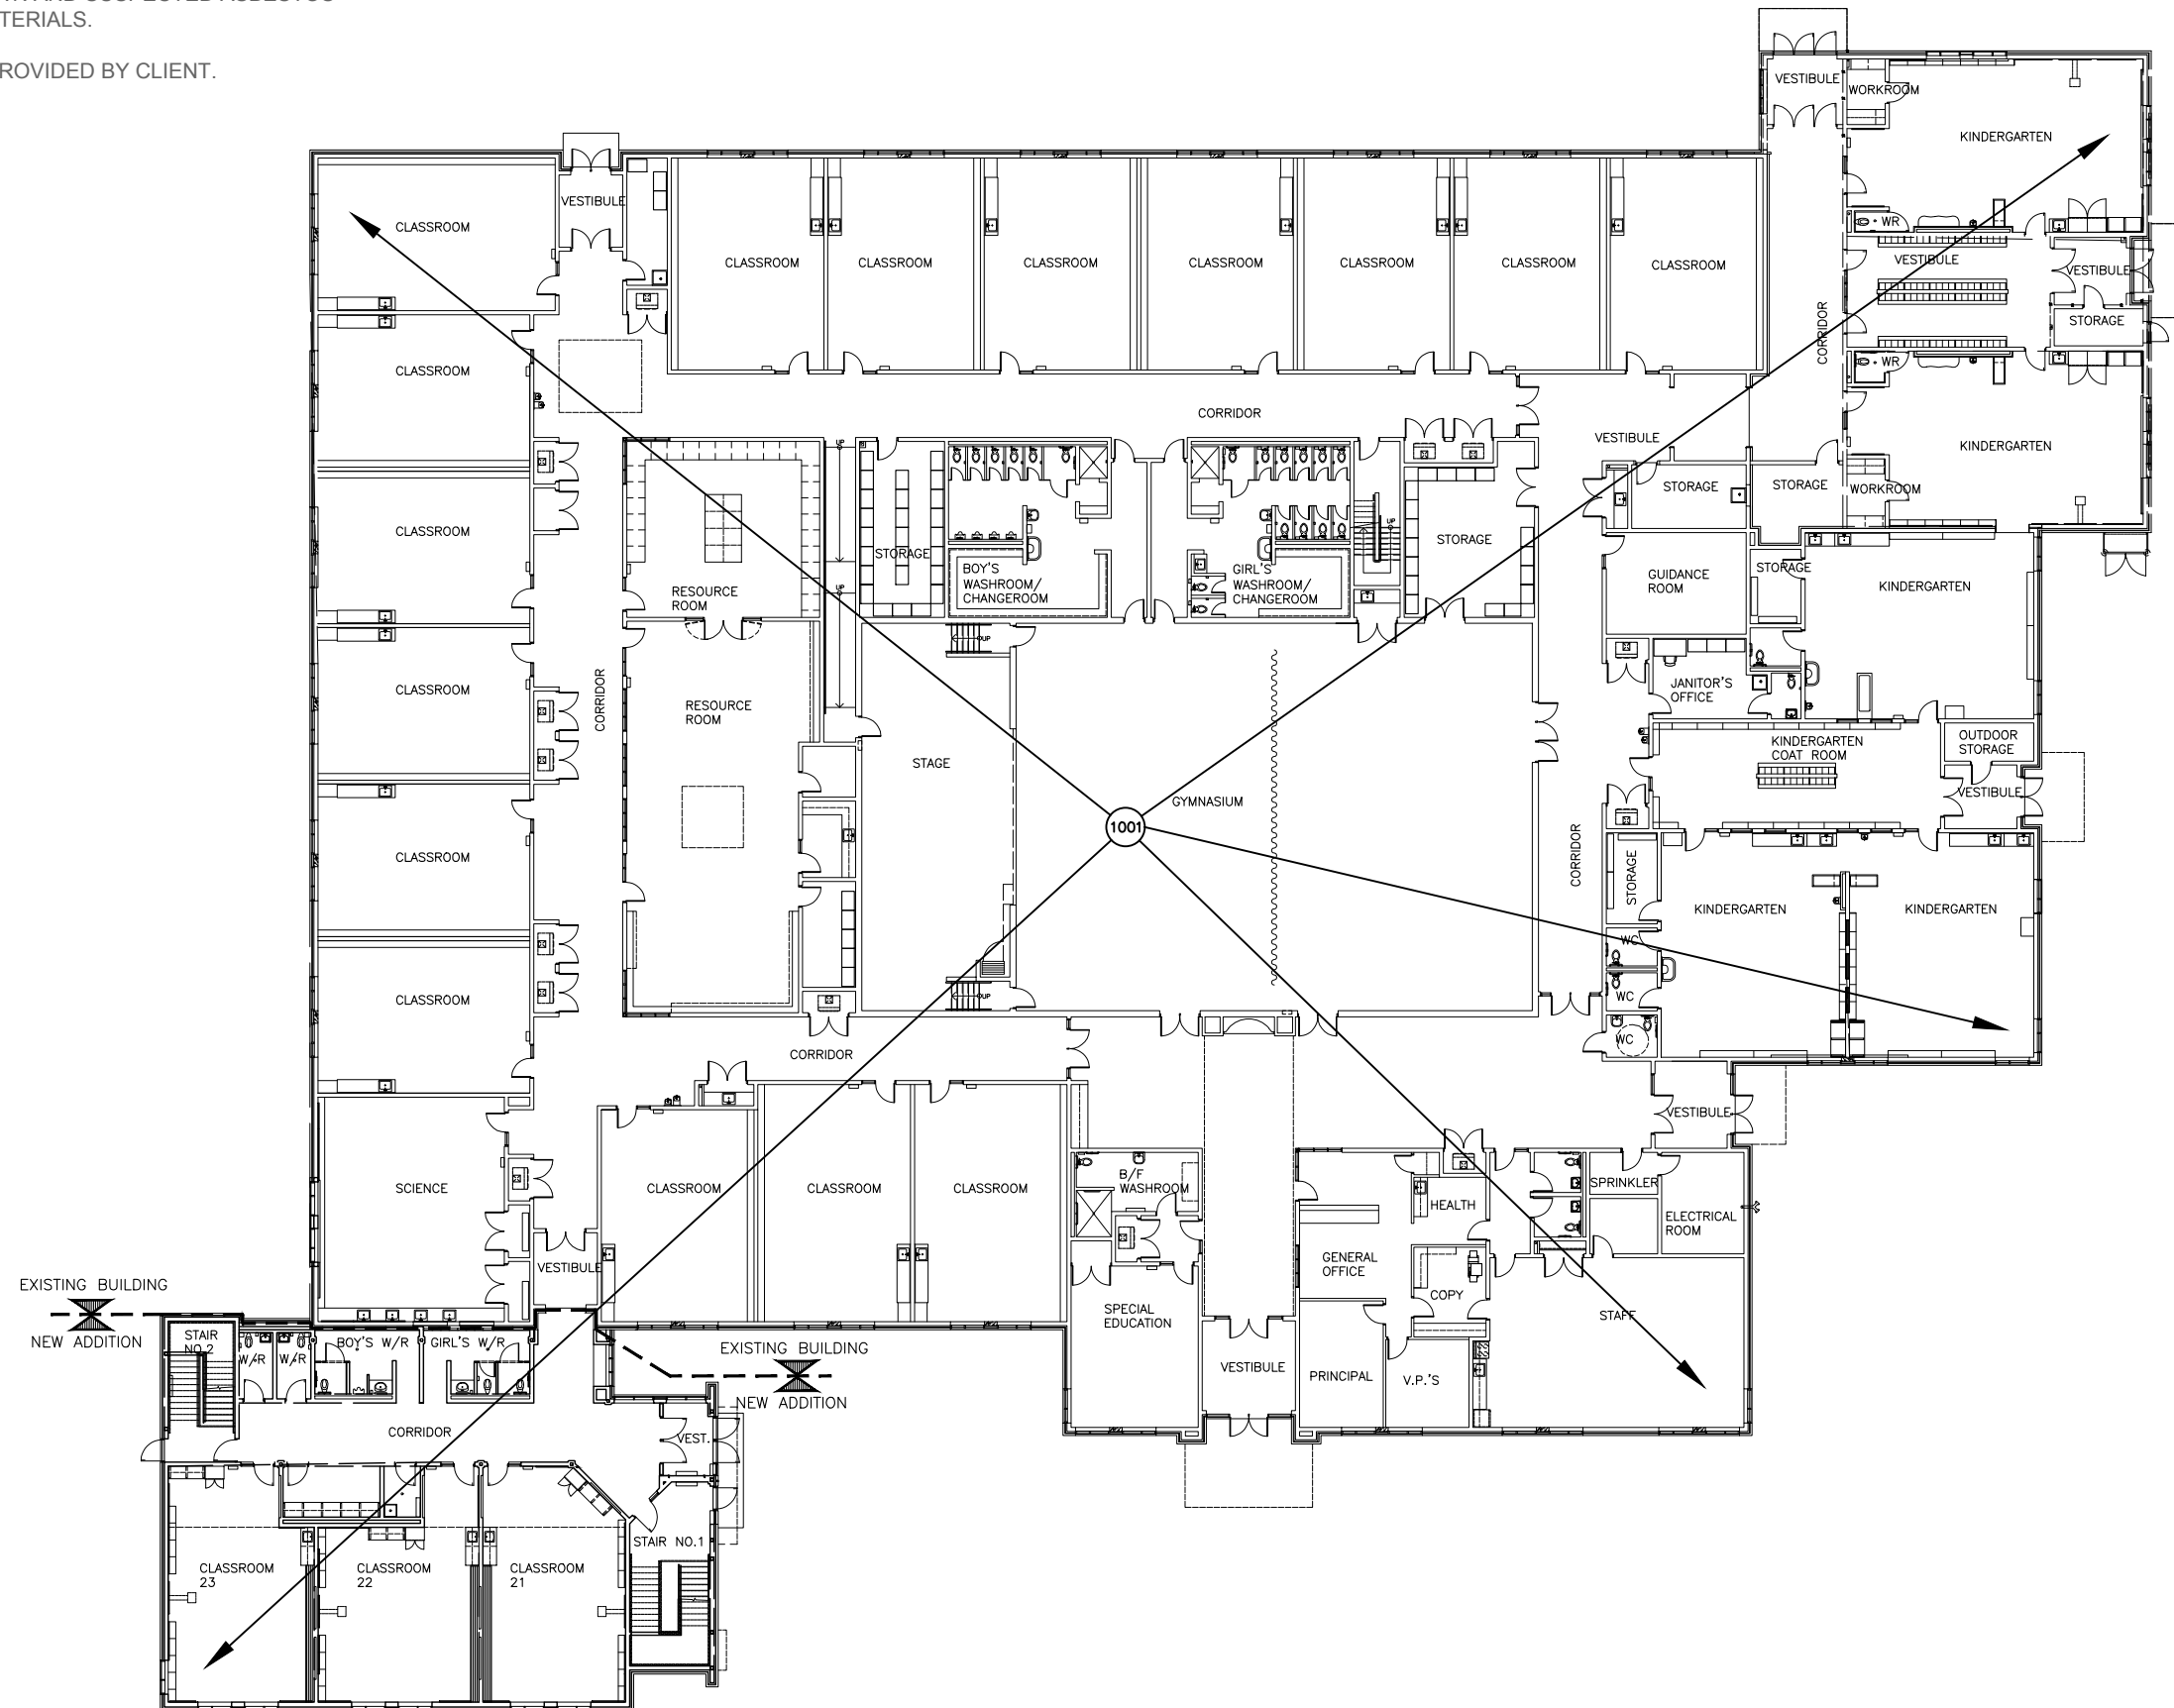 TERIALS.
ROVIDED BY CLIENT.
VESTIBULE
WORKROOM
KINDERGARTEN
CLASSROOM
VESTIBULE
WR
CLASSROOM
CLASSROOM
CLASSROOM
CLASSROOM
CLASSROOM
CLASSROOM
CLASSROOM
VESTIBULE
VESTIBULE
STORAGE
CORRIDOR
WR
CLASSROOM
CORRIDOR
VESTIBULE
KINDERGARTEN
STORAGE
STORAGE
WORKROOM
UP
UP
CLASSROOM
STORAGE
STORAGE
BOY'S
WASHROOM/
CHANGEROOM
GIRL'S
WASHROOM/
CHANGEROOM
GUIDANCE
ROOM
STORAGE
KINDERGARTEN
UP
RESOURCE
ROOM
UP
CLASSROOM
CORRIDOR
RESOURCE
ROOM
JANITOR'S
OFFICE
KINDERGARTEN
COAT ROOM
OUTDOOR
STORAGE
STAGE
GYMNASIUM
VESTIBULE
1001
CLASSROOM
CORRIDOR
STORAGE
KINDERGARTEN
KINDERGARTEN
WC
CLASSROOM
UP
WC
WC
CORRIDOR
VESTIBULE
SCIENCE
CLASSROOM
CLASSROOM
CLASSROOM
B/F
WASHROOM
HEALTH
SPRINKLER
ELECTRICAL
ROOM
VESTIBULE
GENERAL
OFFICE
COPY
SPECIAL
EDUCATION
STAFF
EXISTING BUILDING
NEW ADDITION
STAIR
NO.2
W/R
W/R
BOY'S W/R
GIRL'S W/R
EXISTING BUILDING
NEW ADDITION
VESTIBULE
PRINCIPAL
V.P.'S
CORRIDOR
VEST.
STAIR NO.1
CLASSROOM
23
CLASSROOM
22
CLASSROOM
21